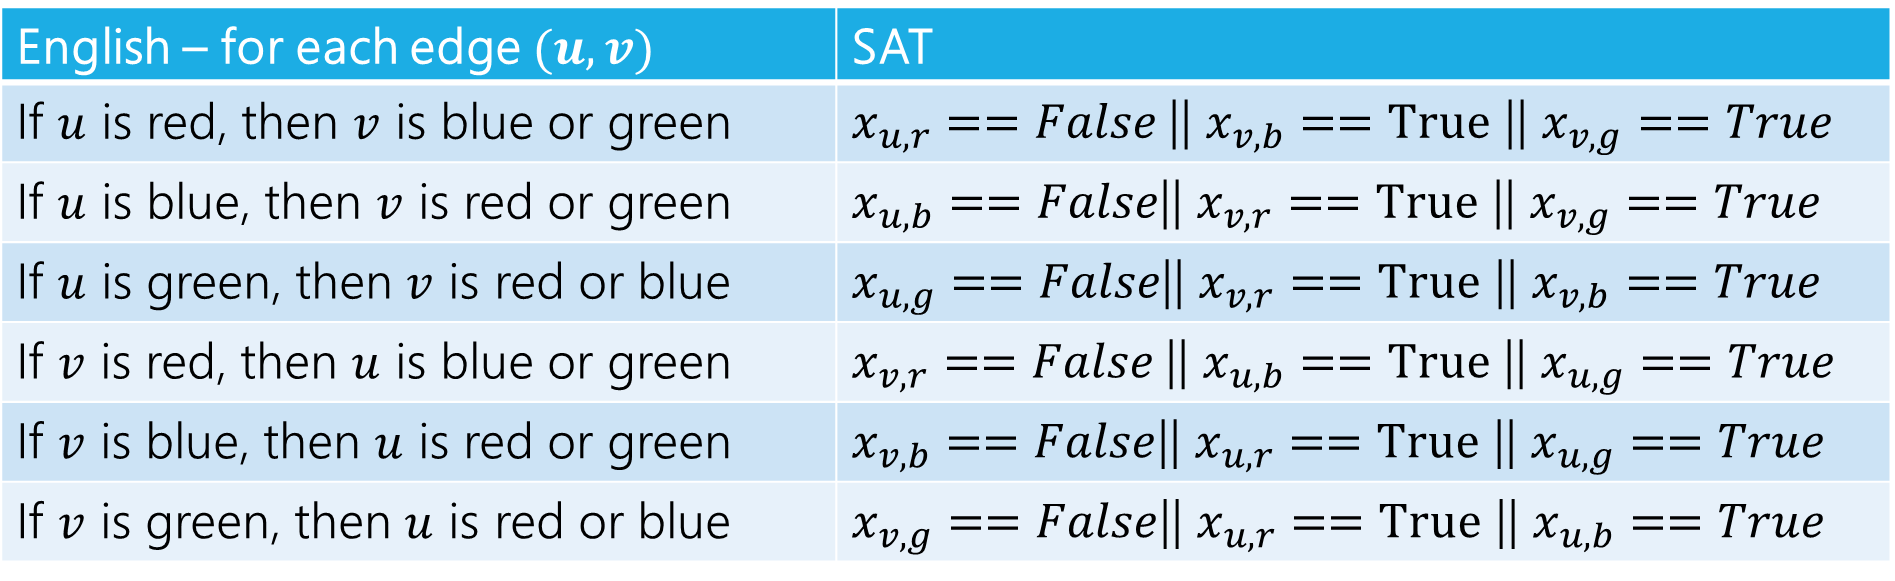 English – for each edge (u, v) SAT
If u is red, then v is blue or green x_{u,r} == False || x_{v,b} == True || x_{v,g} == True
If u is blue, then v is red or green x_{u,b} == False|| x_{v,r} == True || x_{v,g} == True
If u is green, then v is red or blue x_{u,g} == False|| x_{v,r} == True || x_{v,b} == True
If v is red, then u is blue or green x_{v,r} == False || x_{u,b} == True || x_{u,g} == True
If v is blue, then u is red or green x_{v,b} == False|| x_{u,r} == True || x_{u,g} == True
If v is green, then u is red or blue x_{v,g} == False|| x_{u,r} == True || x_{u,b} == True